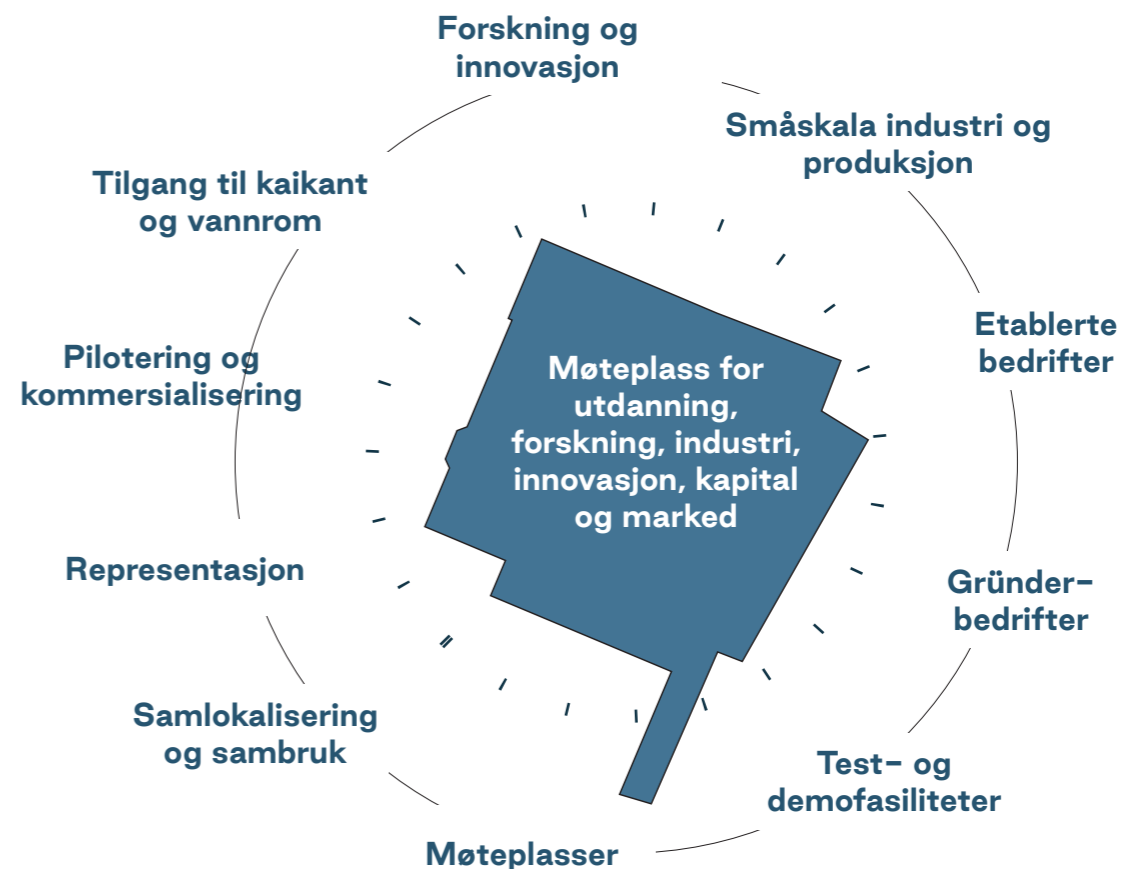 Forskning og
innovasjon
Småskala industri og
produksjon
Etablerte
bedrifter
Gründer-
bedrifter
Test- og
demofasiliteter
Møteplasser
Samlokalisering
og sambruk
Representasjon
Pilotering og
kommersialisering
Tilgang til kaikant
og vannrom
Møteplass for
utdanning,
forskning, industri,
innovasjon, kapital
og marked